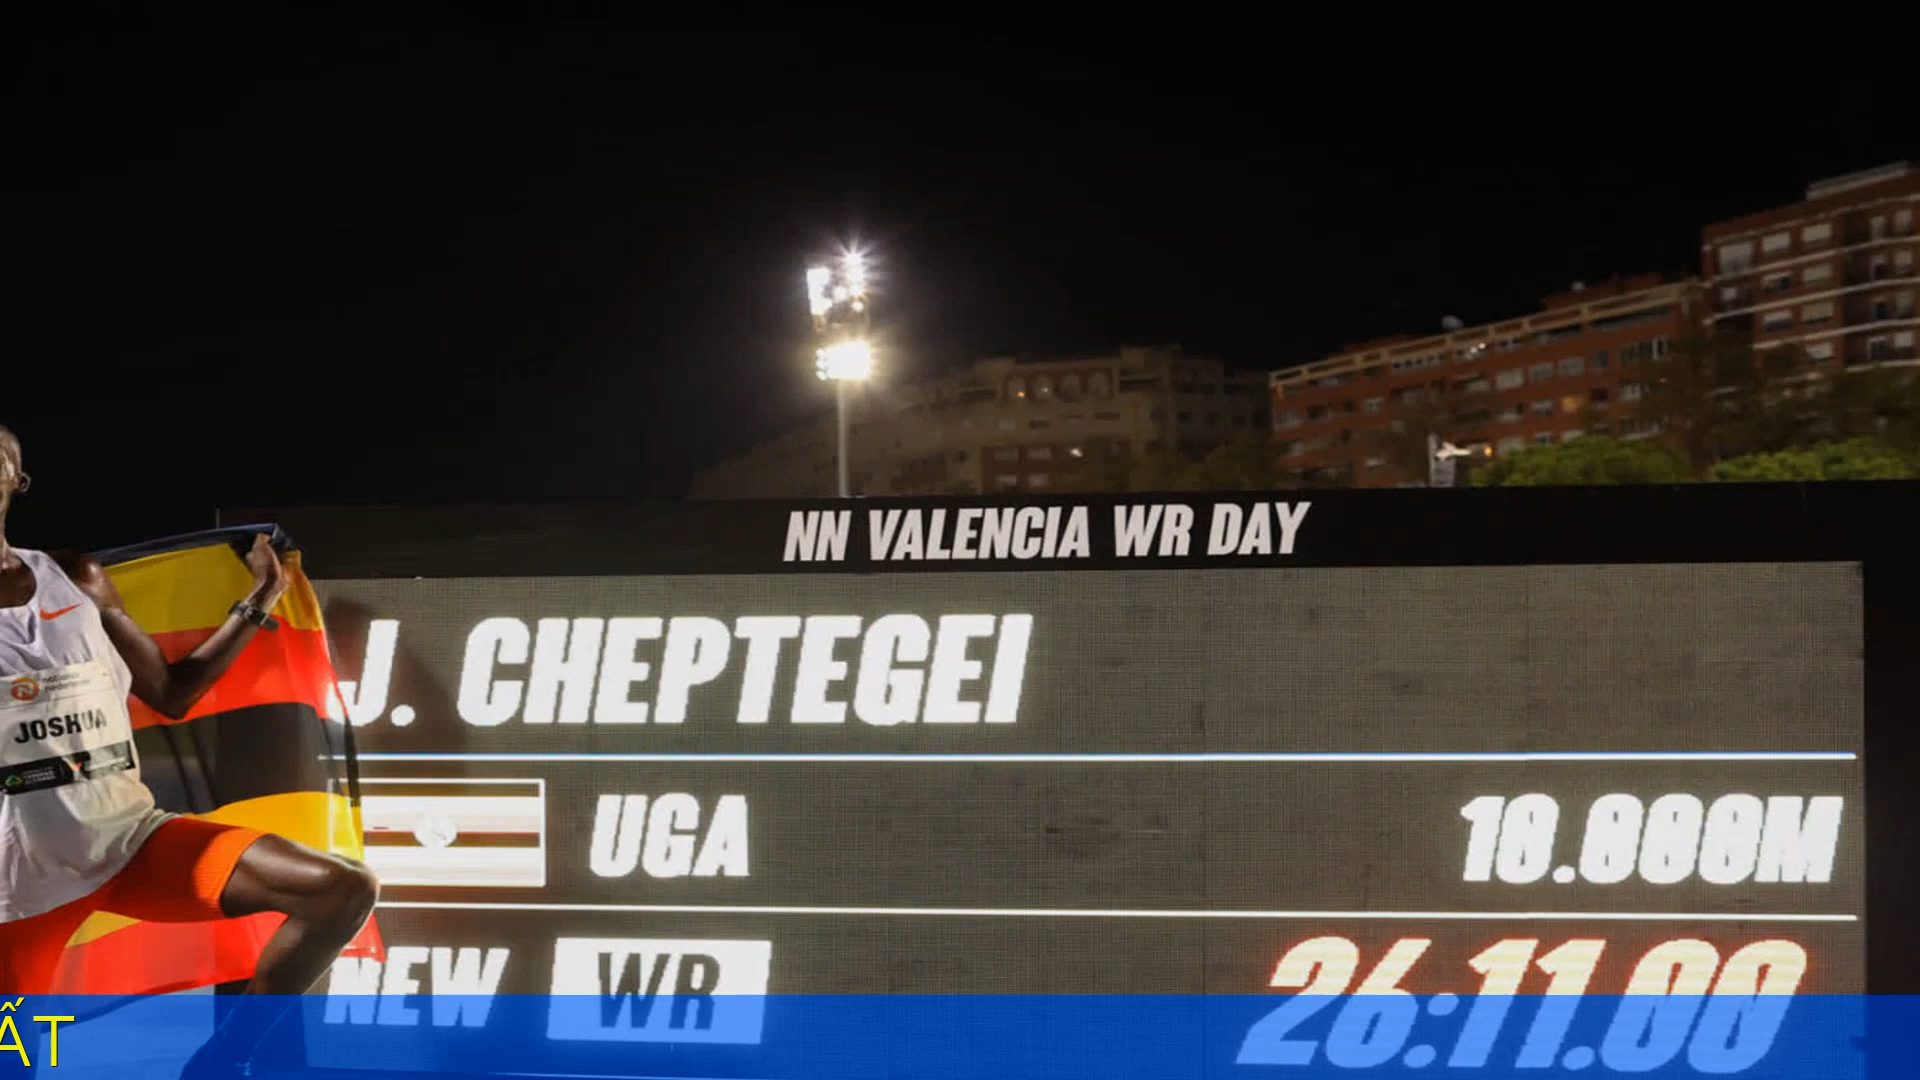 NN VALENCIA WR DAY
J. CHEPTEGEI
UGA 10.000M
NEW WR 26:11.00
JOSHUA
ẤT